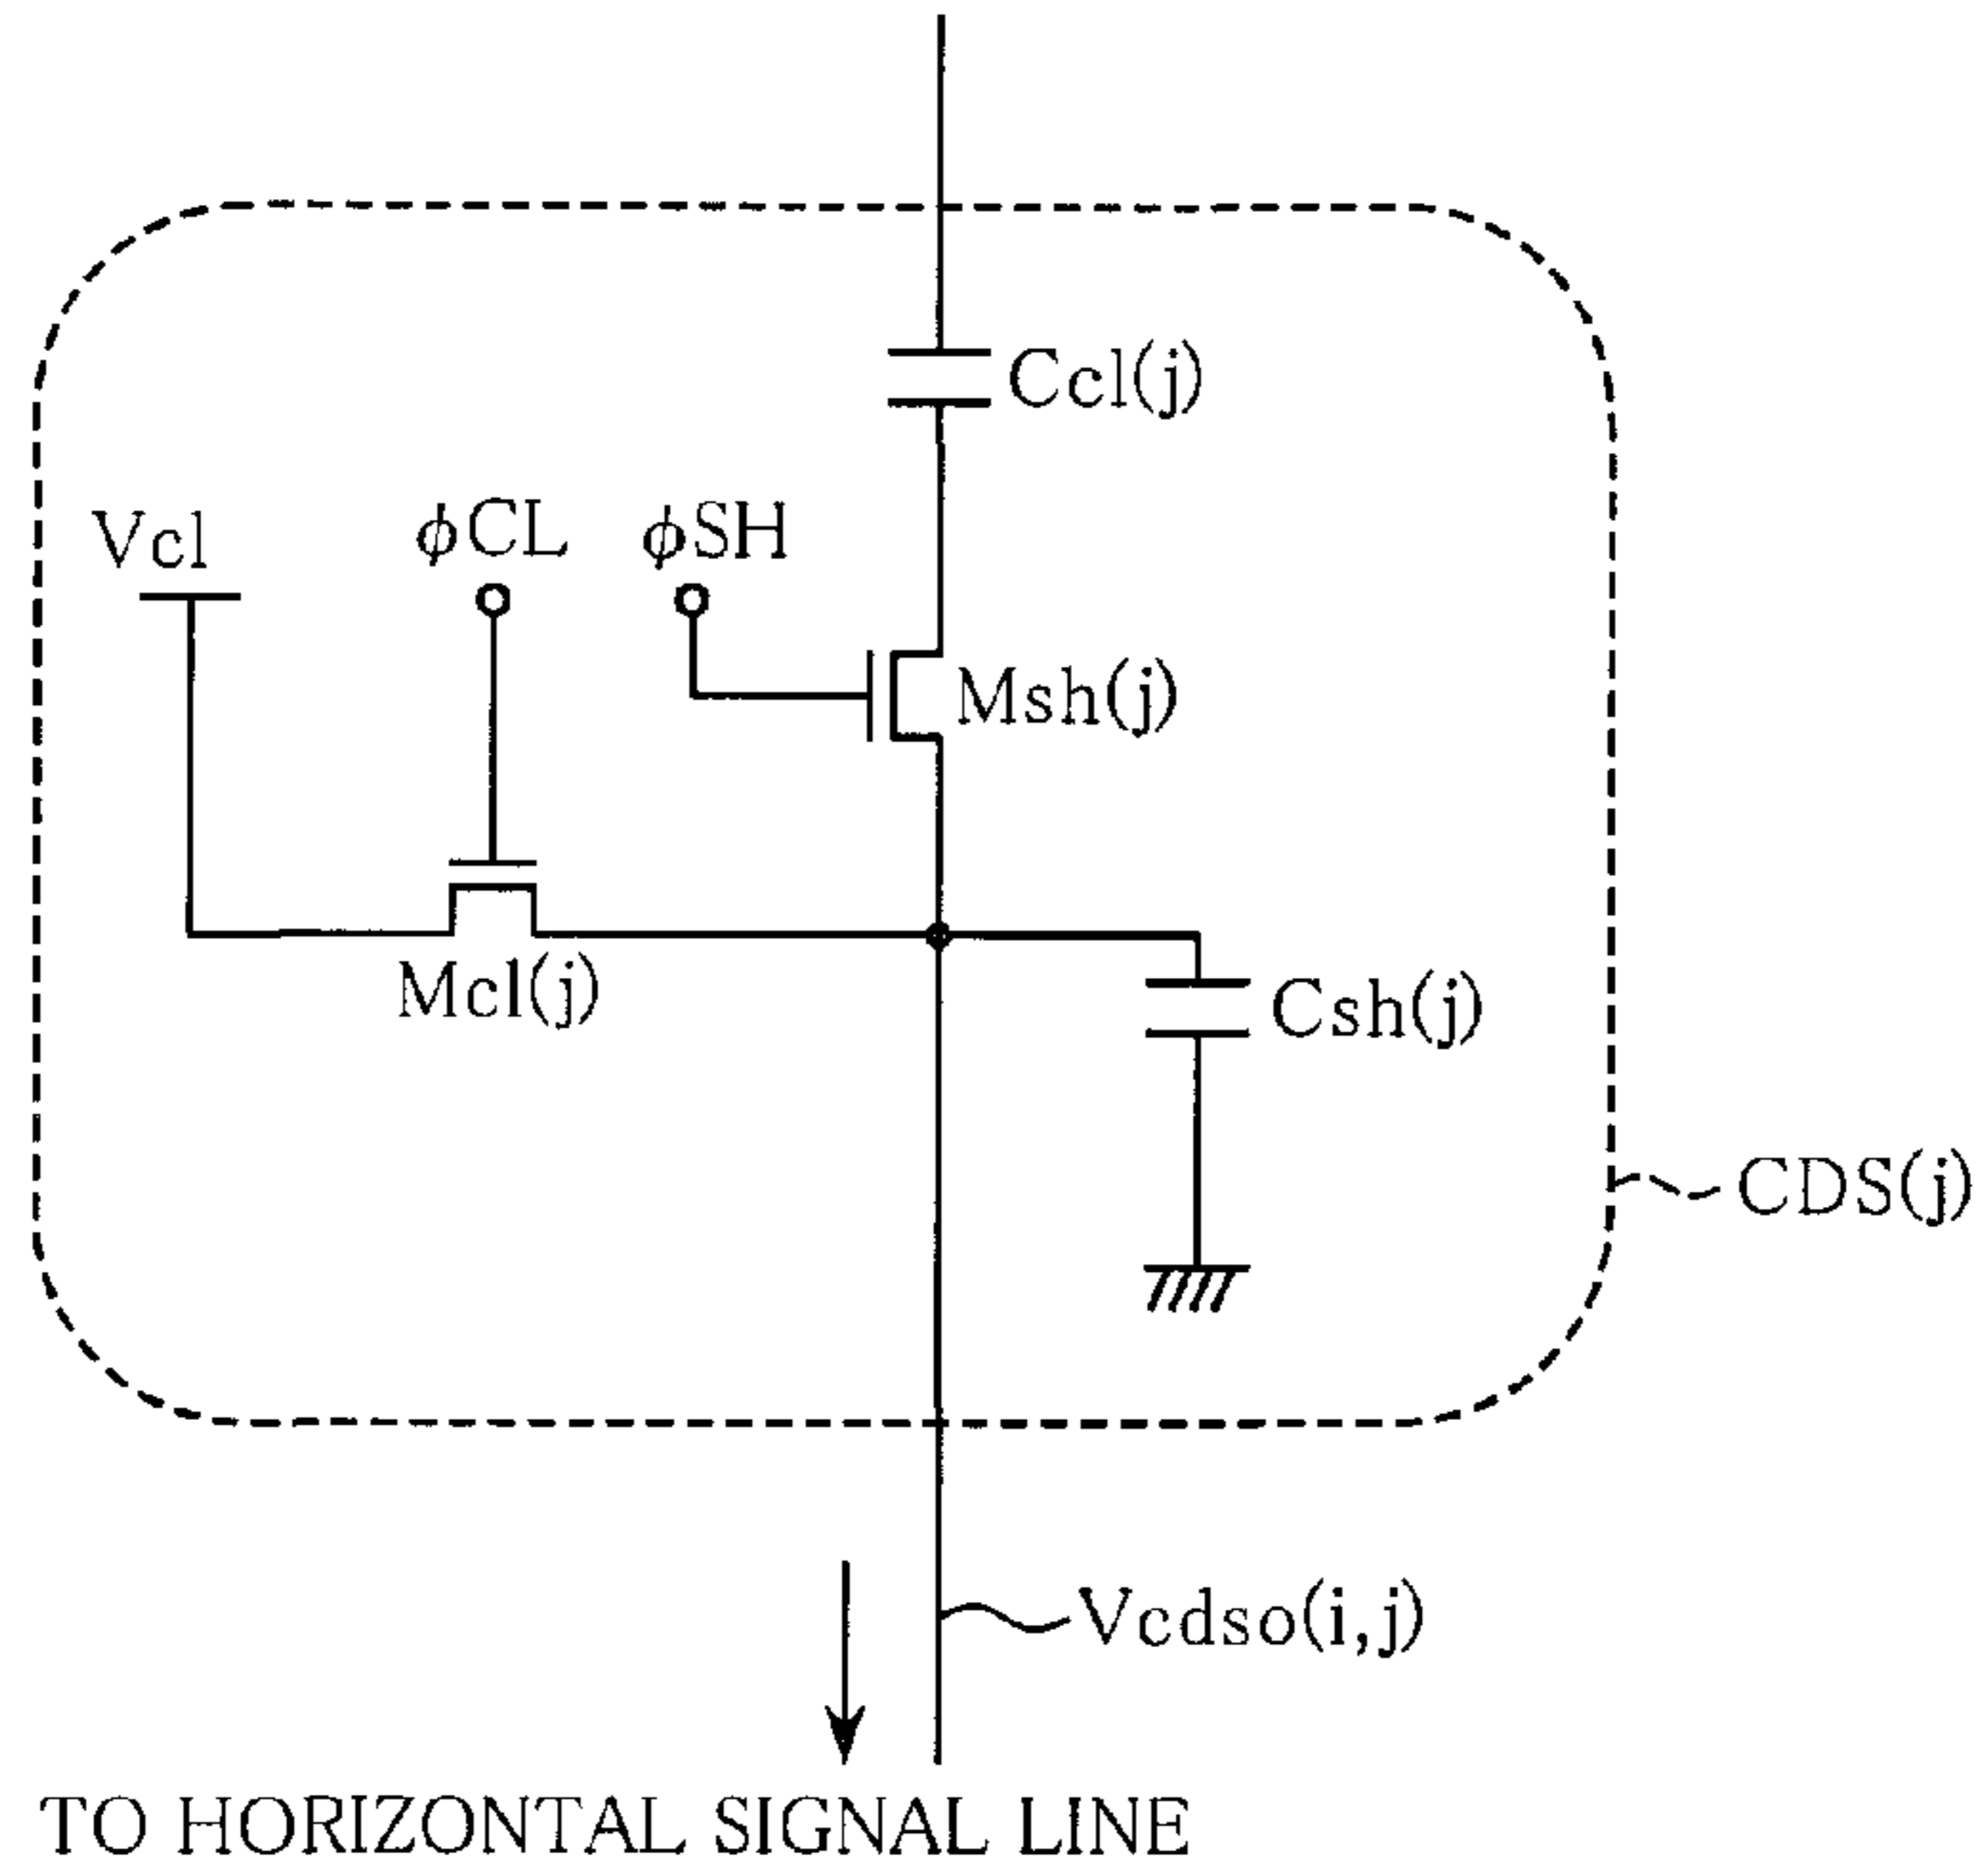 Ccl(j)
Vcl
ϕCL
ϕSH
Msh(j)
Mcl(j)
Csh(j)
CDS(j)
Vcdso(i,j)
TO HORIZONTAL SIGNAL LINE